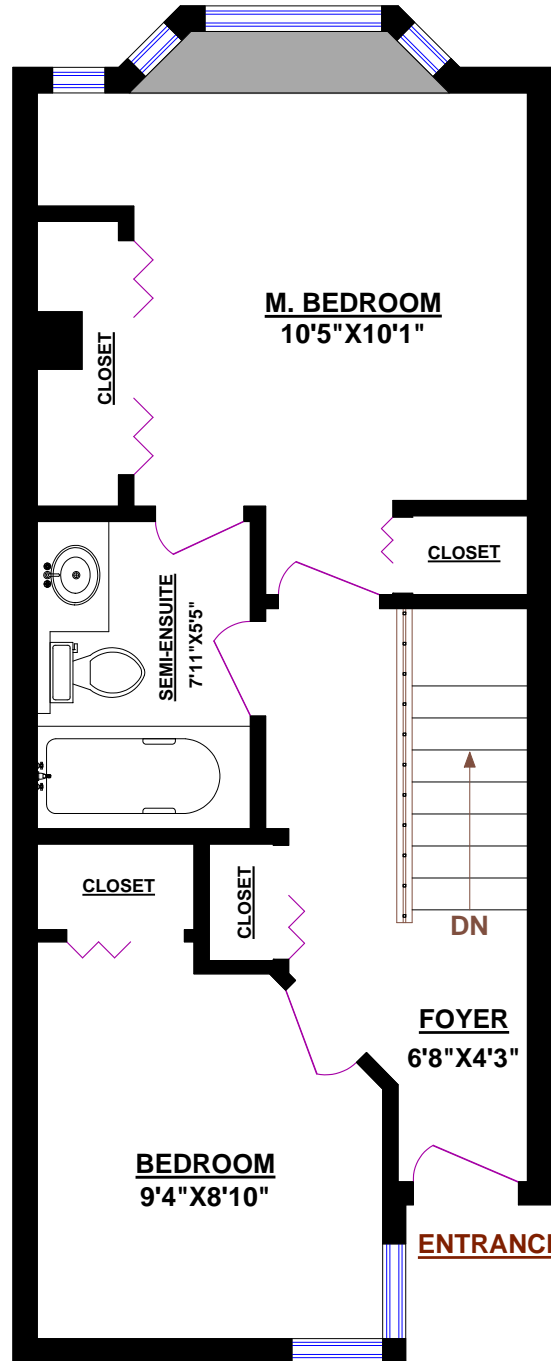 M. BEDROOM
10'5"X10'1"
CLOSET
CLOSET
SEMI-ENSUITE
7'11"X5'5"
CLOSET
CLOSET
DN
FOYER
6'8"X4'3"
BEDROOM
9'4"X8'10"
ENTRANCE